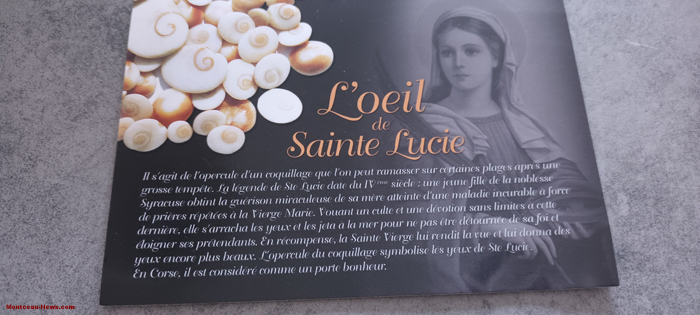 L'oeil
de
Sainte Lucie
Il s'agit de l'opercule d'un coquillage que l'on peut ramasser sur certaines plages après une
grosse tempête. La légende de Ste Lucie date du IVème siècle : une jeune fille de la noblesse
Syracuse obtint la guérison miraculeuse de sa mère atteinte d'une maladie incurable à force
de prières répétées à la Vierge Marie. Vouant un culte et une dévotion sans limites à cette
dernière, elle s'arracha les yeux et les jeta à la mer pour ne pas être détournée de sa foi et
éloigner ses prétendants. En récompense, la Sainte Vierge lui rendit la vue et lui donna des
yeux encore plus beaux. L'opercule du coquillage symbolise les yeux de Ste Lucie.
En Corse, il est consideré comme un porte bonheur.
Montceau-News.com